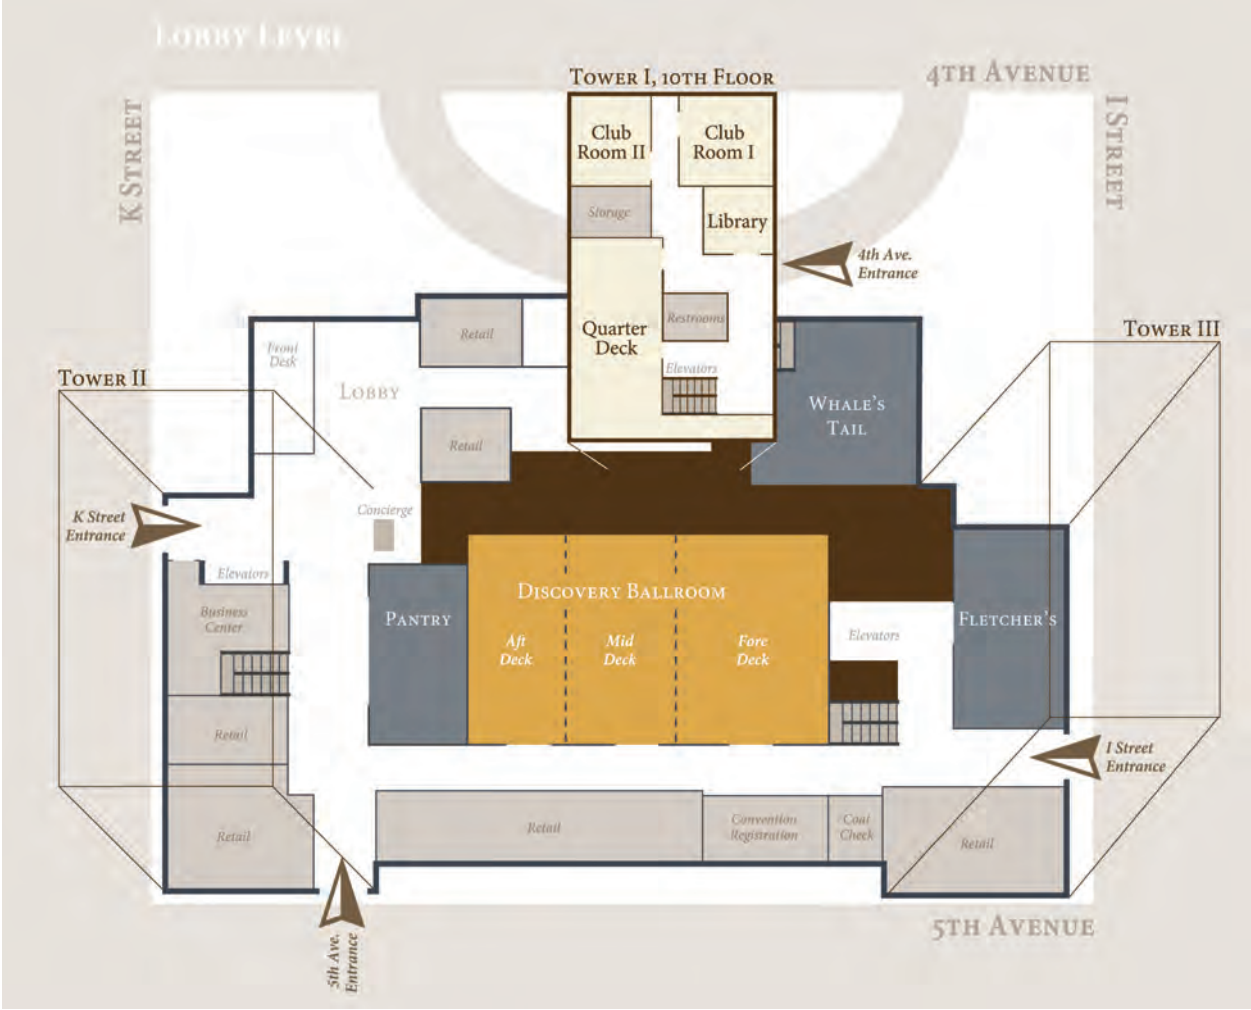 Lobby Level
Tower I, 10th Floor
4th Avenue
K Street
I Street
Club
Room II
Club
Room I
Storage
Library
4th Ave.
Entrance
Quarter
Deck
Restrooms
Elevators
Retail
Front
Desk
Lobby
Tower II
Tower III
Whale's
Tail
Retail
K Street
Entrance
Concierge
Elevators
Business
Center
Pantry
Discovery Ballroom
Aft
Deck
Mid
Deck
Fore
Deck
Elevators
Fletcher's
Retail
I Street
Entrance
Retail
Retail
Convention
Registration
Coat
Check
Retail
5th Ave.
Entrance
5th Avenue